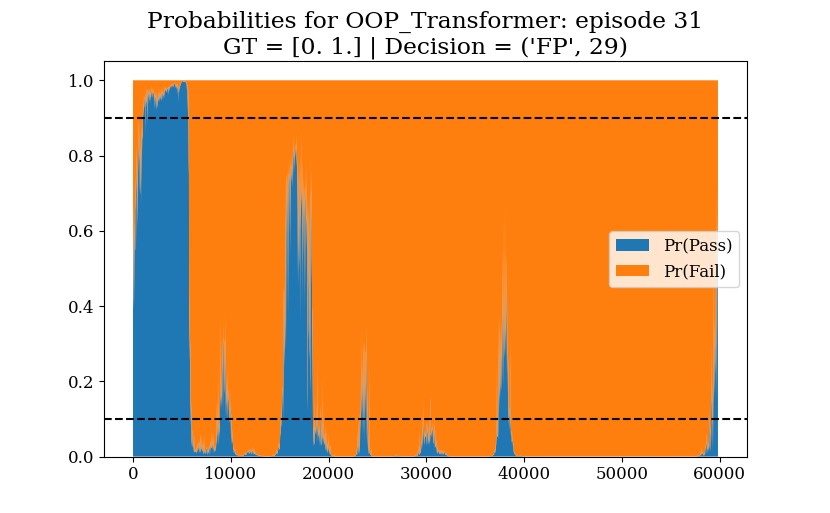 Probabilities for OOP_Transformer: episode 31
GT = [0. 1.] | Decision = ('FP', 29)
1.0
0.8
0.6
0.4
0.2
0.0
Pr(Pass)
Pr(Fail)
0 10000 20000 30000 40000 50000 60000